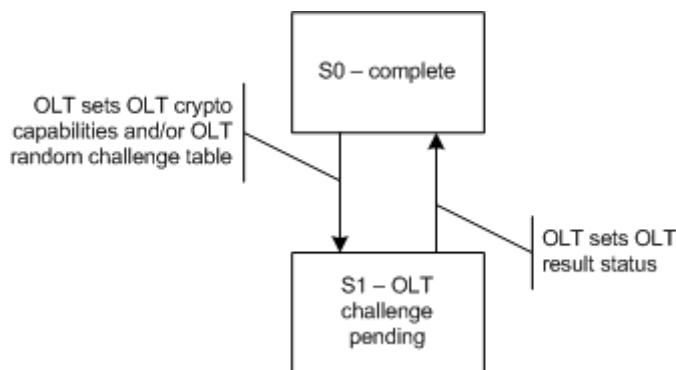 S0 – complete
OLT sets OLT crypto
capabilities and/or OLT
random challenge table
OLT sets OLT
result status
S1 – OLT
challenge
pending